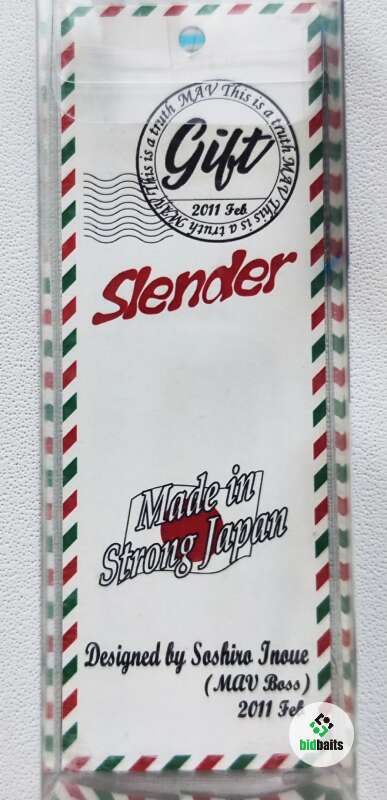 This is a truth MAV This is a truth MAV This is a truth MAV
Gift
2011 Feb.
Slender
Made in
Strong Japan
Designed by Soshiro Inoue
(MAV Boss)
2011 Feb.
bidbaits